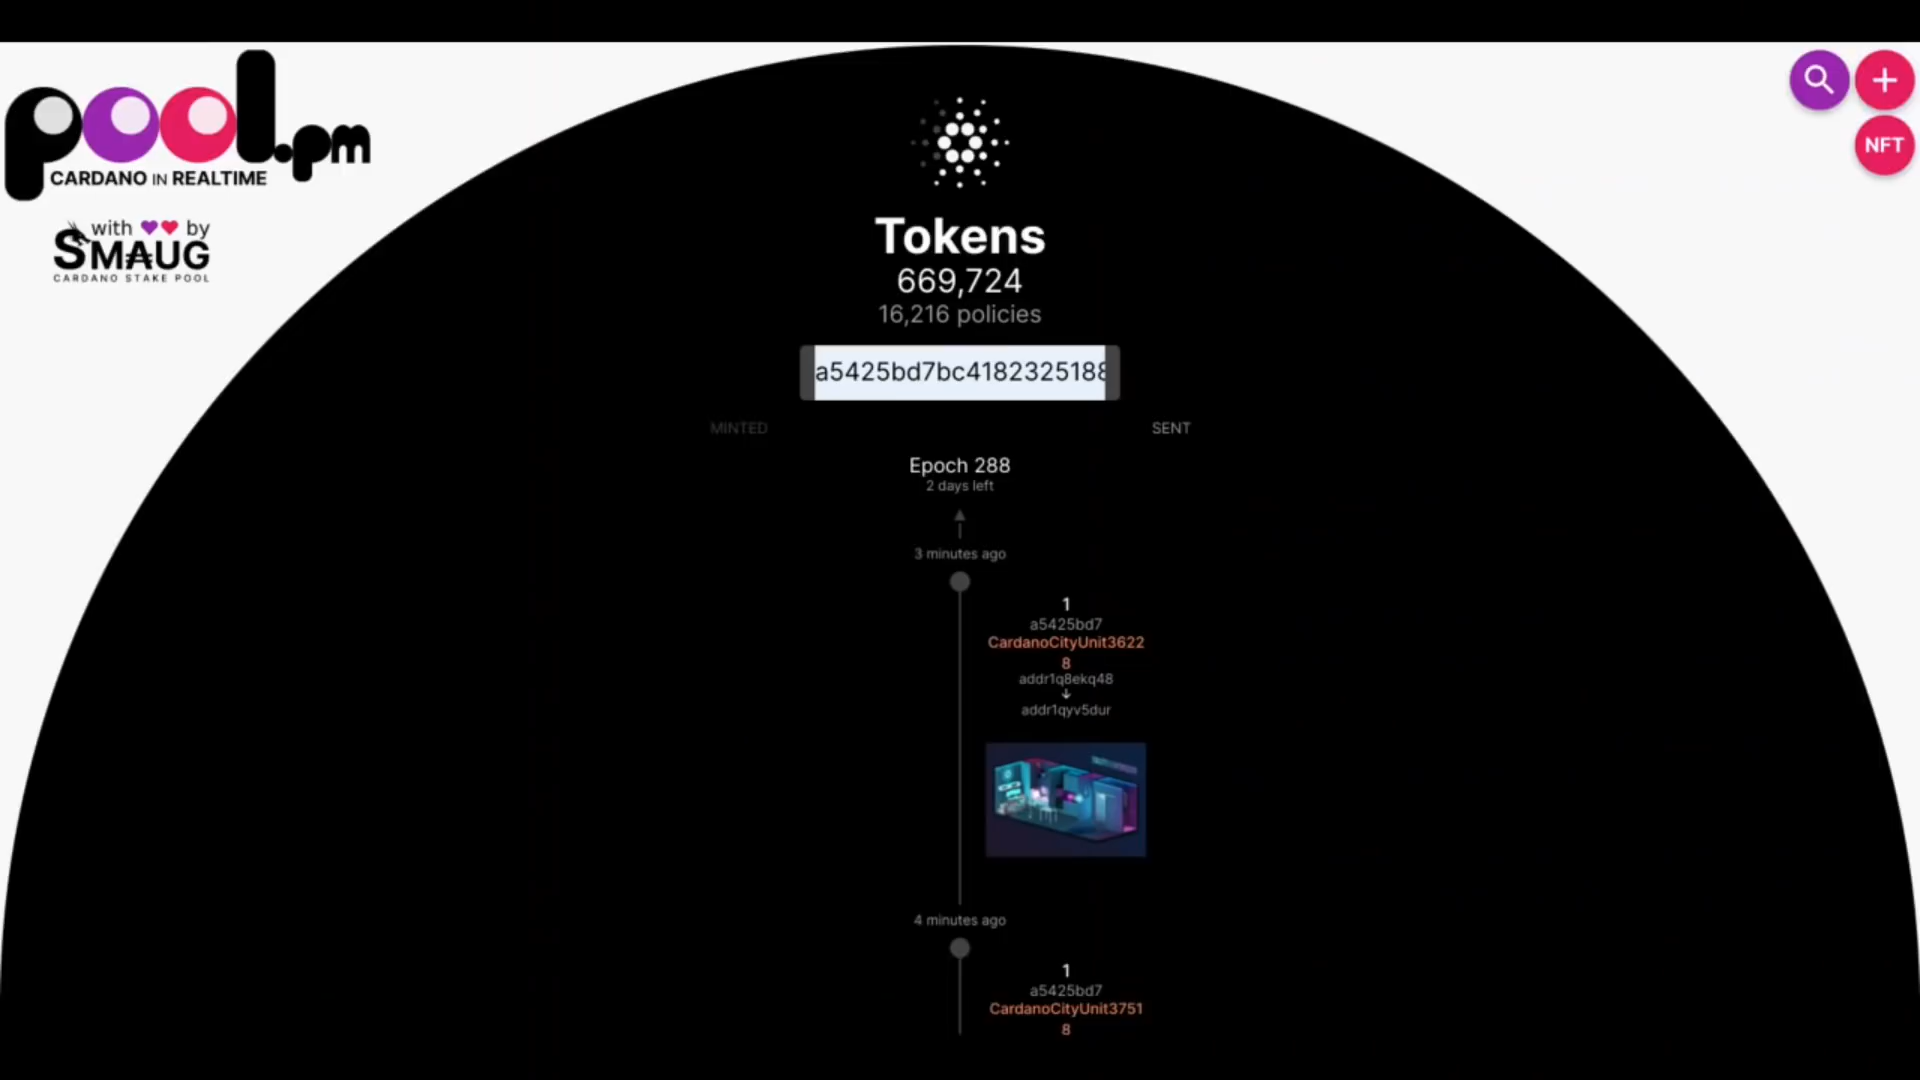 pool.pm
CARDANO IN REALTIME
with by
SMAUG
CARDANO STAKE POOL
NFT
Tokens
669,724
16,216 policies
a5425bd7bc4182325188
MINTED
SENT
Epoch 288
2 days left
3 minutes ago
1
a5425bd7
CardanoCityUnit3622
8
addr1q8ekq48
addr1qyv5dur
4 minutes ago
1
a5425bd7
CardanoCityUnit3751
8